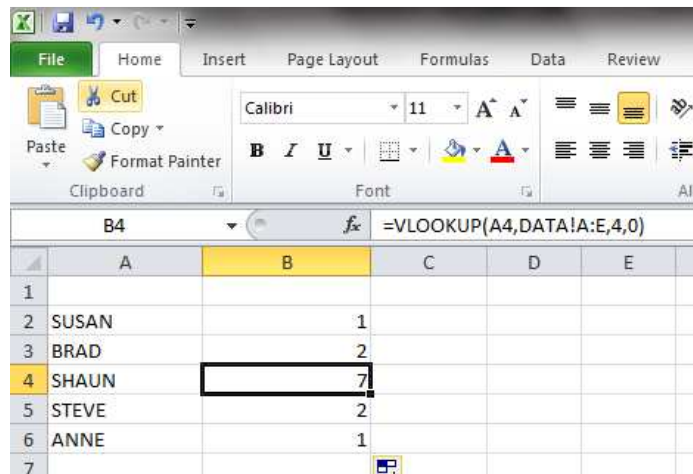 File Home Insert Page Layout Formulas Data Review
Cut
Calibri 11 A A
Copy
Paste
B I U A
Format Painter
Clipboard Font Al
B4 fx =VLOOKUP(A4,DATA!A:E,4,0)
A B C D E
1
2 SUSAN 1
3 BRAD 2
4 SHAUN 7
5 STEVE 2
6 ANNE 1
7